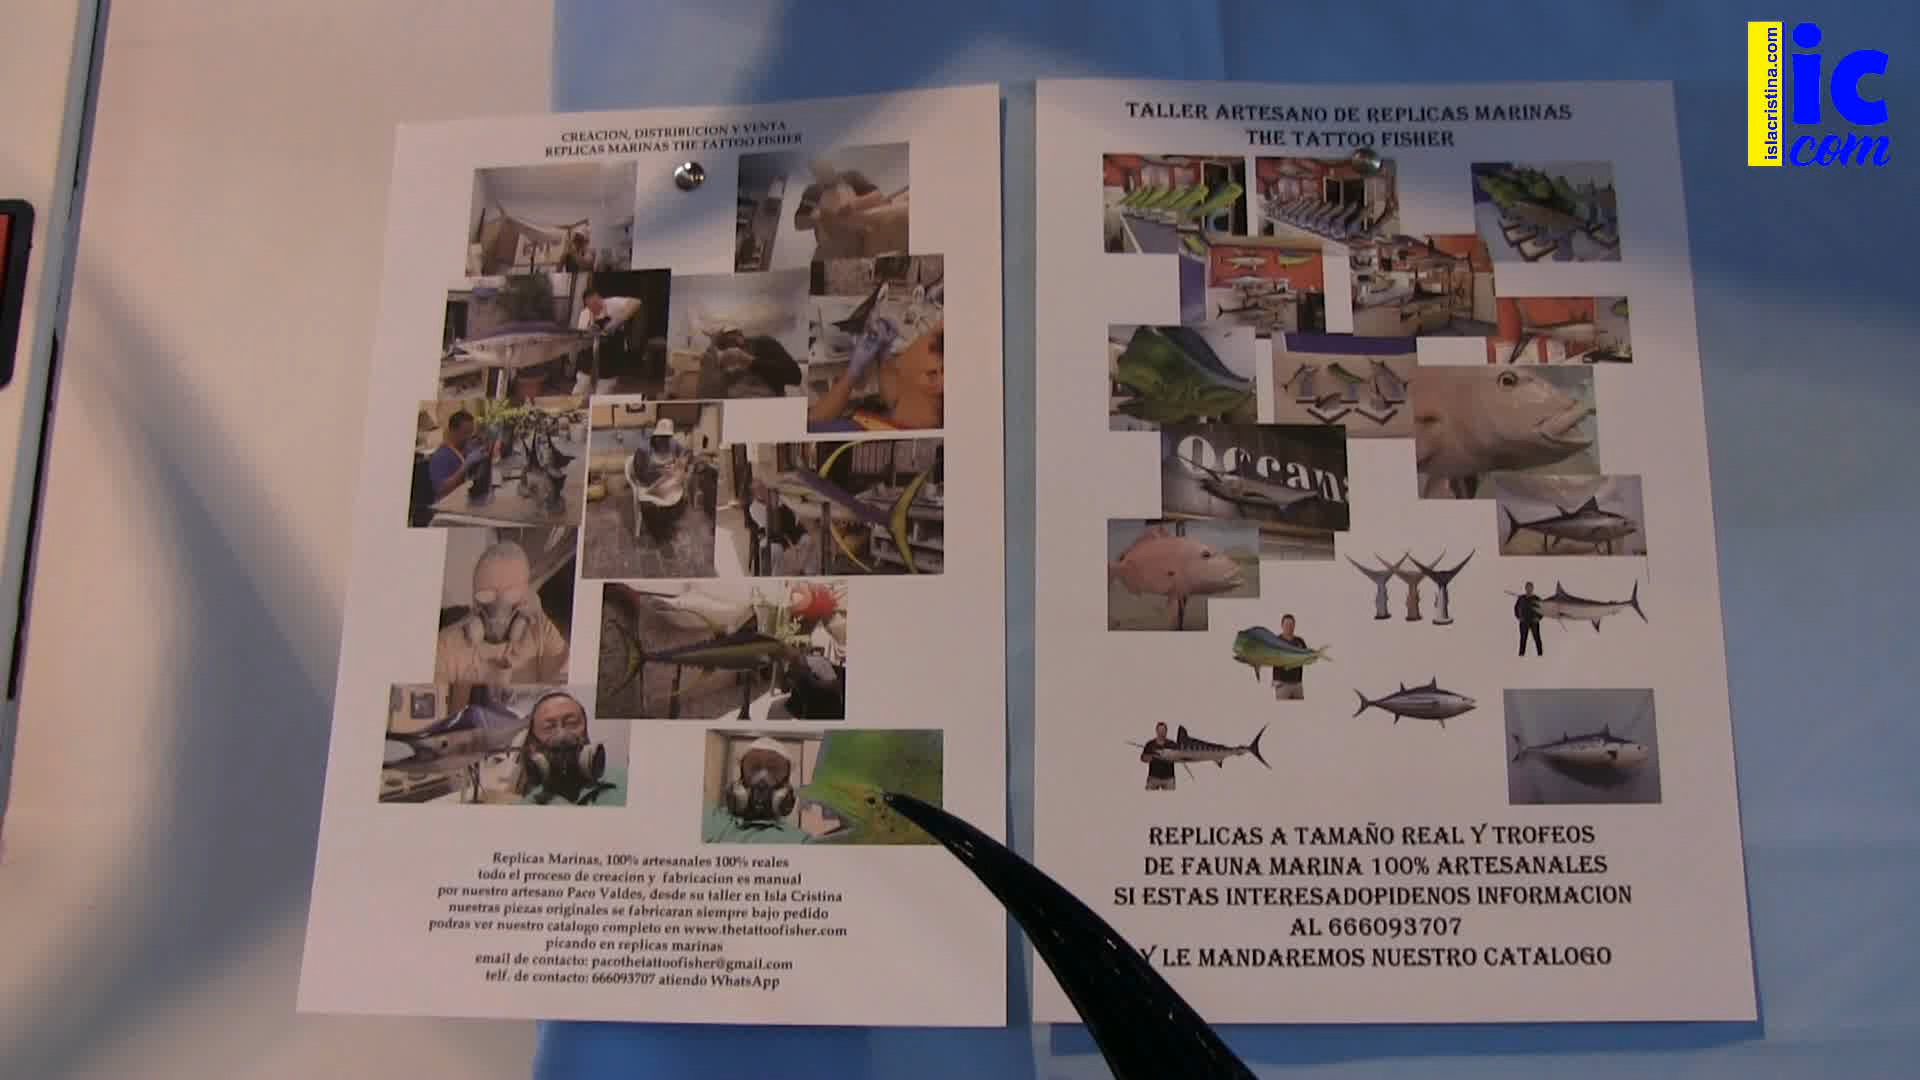 CREACION, DISTRIBUCION Y VENTA
REPLICAS MARINAS THE TATTOO FISHER
Replicas Marinas, 100% artesanales 100% reales
todo el proceso de creacion y fabricacion es manual
por nuestro artesano Paco Valdes, desde su taller en Isla Cristina
nuestras piezas originales se fabricaran siempre bajo pedido
podras ver nuestro catalogo completo en www.thetattoofisher.com
picando en replicas marinas
email de contacto: pacothetattoofisher@gmail.com
telf. de contacto: 666093707 atiendo WhatsApp
TALLER ARTESANO DE REPLICAS MARINAS
THE TATTOO FISHER
Ocean
REPLICAS A TAMAÑO REAL Y TROFEOS
DE FAUNA MARINA 100% ARTESANALES
SI ESTAS INTERESADOPIDENOS INFORMACION
AL 666093707
Y LE MANDAREMOS NUESTRO CATALOGO
islacristina.com
ic
com